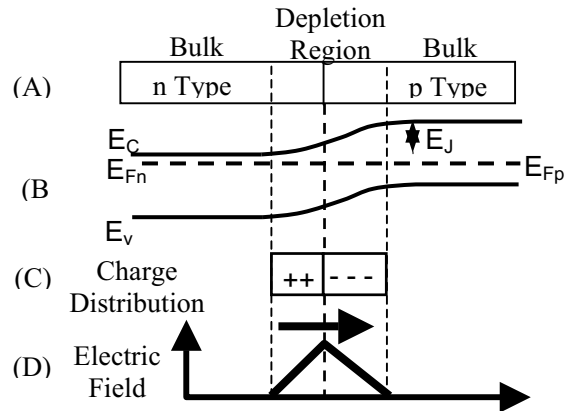 Depletion
Bulk Region Bulk
(A) n Type p Type
E_C E_J
E_Fn E_Fp
(B)
E_v
(C) Charge ++ - - -
Distribution
(D) Electric
Field